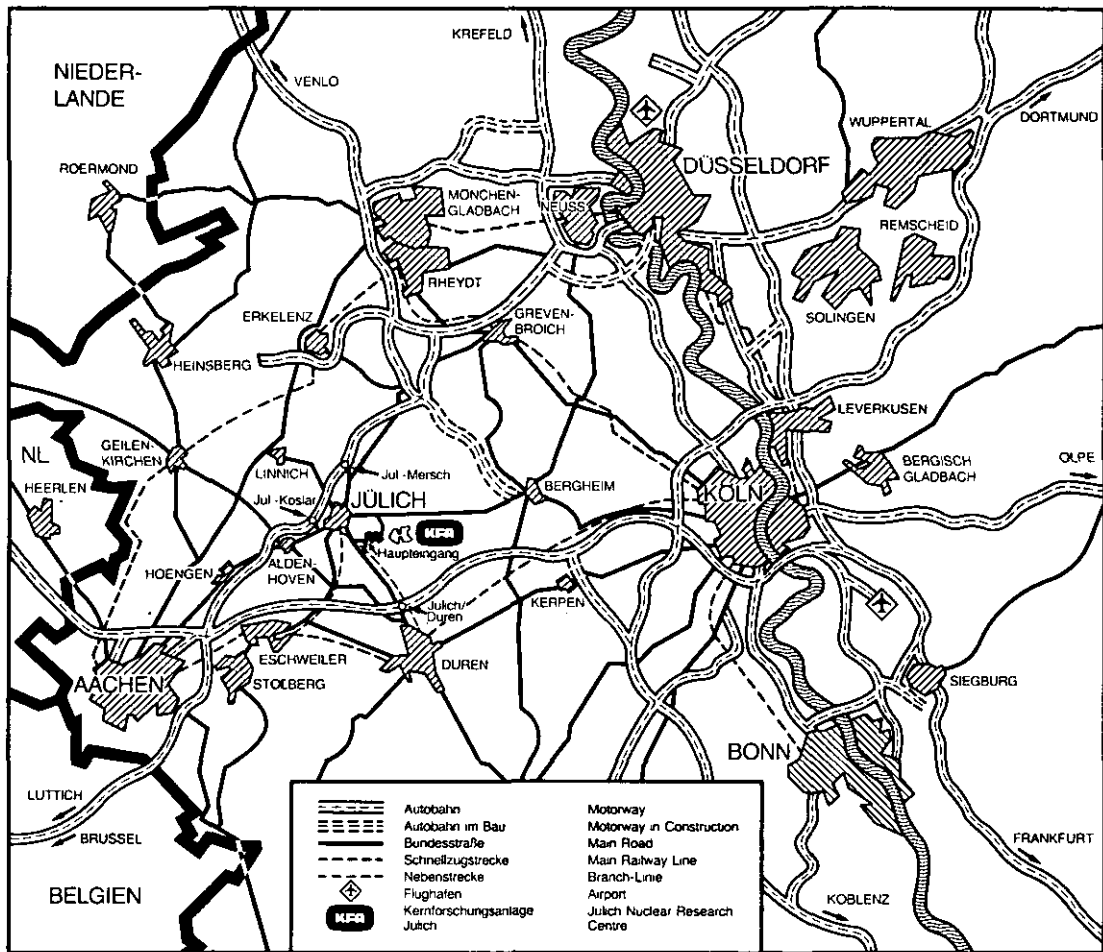 KREFELD
NIEDER-
LANDE
VENLO
WUPPERTAL
DORTMUND
ROERMOND
DÜSSELDORF
MÖNCHEN-
GLADBACH
NEUSS
REMSCHEID
RHEYDT
ERKELENZ
GREVEN-
BROICH
SOLINGEN
HEINSBERG
LEVERKUSEN
GEILEN-
KIRCHEN
NL
LINNICH
Jul -Mersch
BERGISCH
GLADBACH
OLPE
HEERLEN
Jul -Koslar
JÜLICH
BERGHEIM
KÖLN
KFA
Haupteingang
HOENGEN
ALDEN-
HOVEN
KERPEN
Julich/
Duren
ESCHWEILER
DUREN
AACHEN
STOLBERG
SIEGBURG
BONN
LUTTICH
BRUSSEL
BELGIEN
FRANKFURT
KOBLENZ
Autobahn Motorway
Autobahn im Bau Motorway in Construction
Bundesstraße Main Road
Schnellzugstrecke Main Railway Line
Nebenstrecke Branch-Linie
Flughafen Airport
KFA Kernforschungsanlage Julich Nuclear Research
Julich Centre